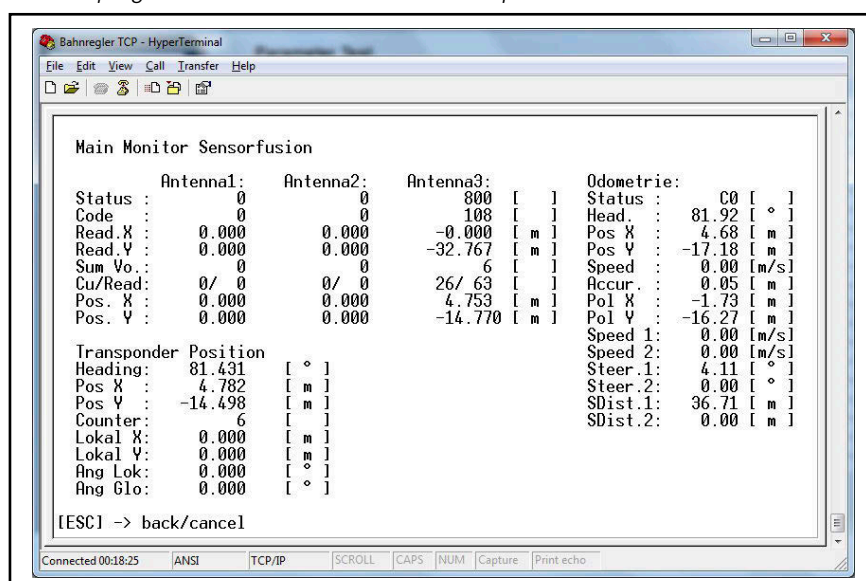 Bahnregler TCP - HyperTerminal
File Edit View Call Transfer Help
Main Monitor Sensorfusion
Antenna1: Antenna2: Antenna3: Odometrie:
Status : 0 0 800 [ ] Status : C0 [ ]
Code : 0 0 108 [ ] Head. : 81.92 [ ° ]
Read.X : 0.000 0.000 -0.000 [ m ] Pos X : 4.68 [ m ]
Read.Y : 0.000 0.000 -32.767 [ m ] Pos Y : -17.18 [ m ]
Sum Vo.: 0 0 6 [ ] Speed : 0.00 [m/s]
Cu/Read: 0/ 0 0/ 0 26/ 63 [ ] Accur. : 0.05 [ m ]
Pos. X : 0.000 0.000 4.753 [ m ] Pol X : -1.73 [ m ]
Pos. Y : 0.000 0.000 -14.770 [ m ] Pol Y : -16.27 [ m ]
Speed 1: 0.00 [m/s]
Transponder Position Speed 2: 0.00 [m/s]
Heading: 81.431 [ ° ] Steer.1: 4.11 [ ° ]
Pos X : 4.782 [ m ] Steer.2: 0.00 [ ° ]
Pos Y : -14.498 [ m ] SDist.1: 36.71 [ m ]
Counter: 6 [ ] SDist.2: 0.00 [ m ]
Lokal X: 0.000 [ m ]
Lokal Y: 0.000 [ m ]
Ang Lok: 0.000 [ ° ]
Ang Glo: 0.000 [ ° ]
[ESC] -> back/cancel
Connected 00:18:25 ANSI TCP/IP SCROLL CAPS NUM Capture Print echo